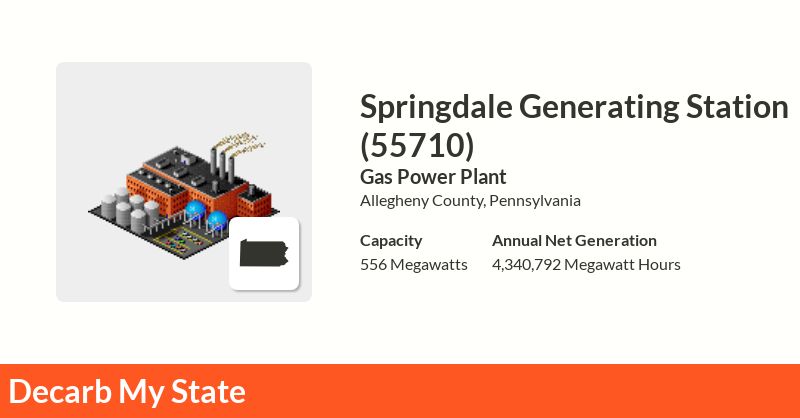 Springdale Generating Station
(55710)
Gas Power Plant
Allegheny County, Pennsylvania
Capacity
556 Megawatts
Annual Net Generation
4,340,792 Megawatt Hours
Decarb My State